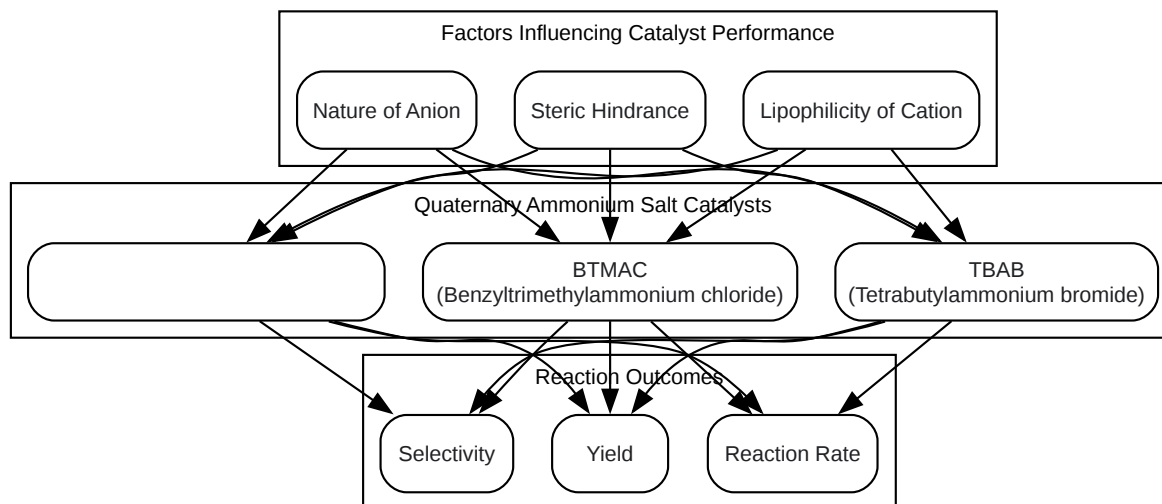 Factors Influencing Catalyst Performance
Nature of Anion
Steric Hindrance
Lipophilicity of Cation
Quaternary Ammonium Salt Catalysts
BTMAC
(Benzyltrimethylammonium chloride)
TBAB
(Tetrabutylammonium bromide)
Reaction Outcomes
Selectivity
Yield
Reaction Rate